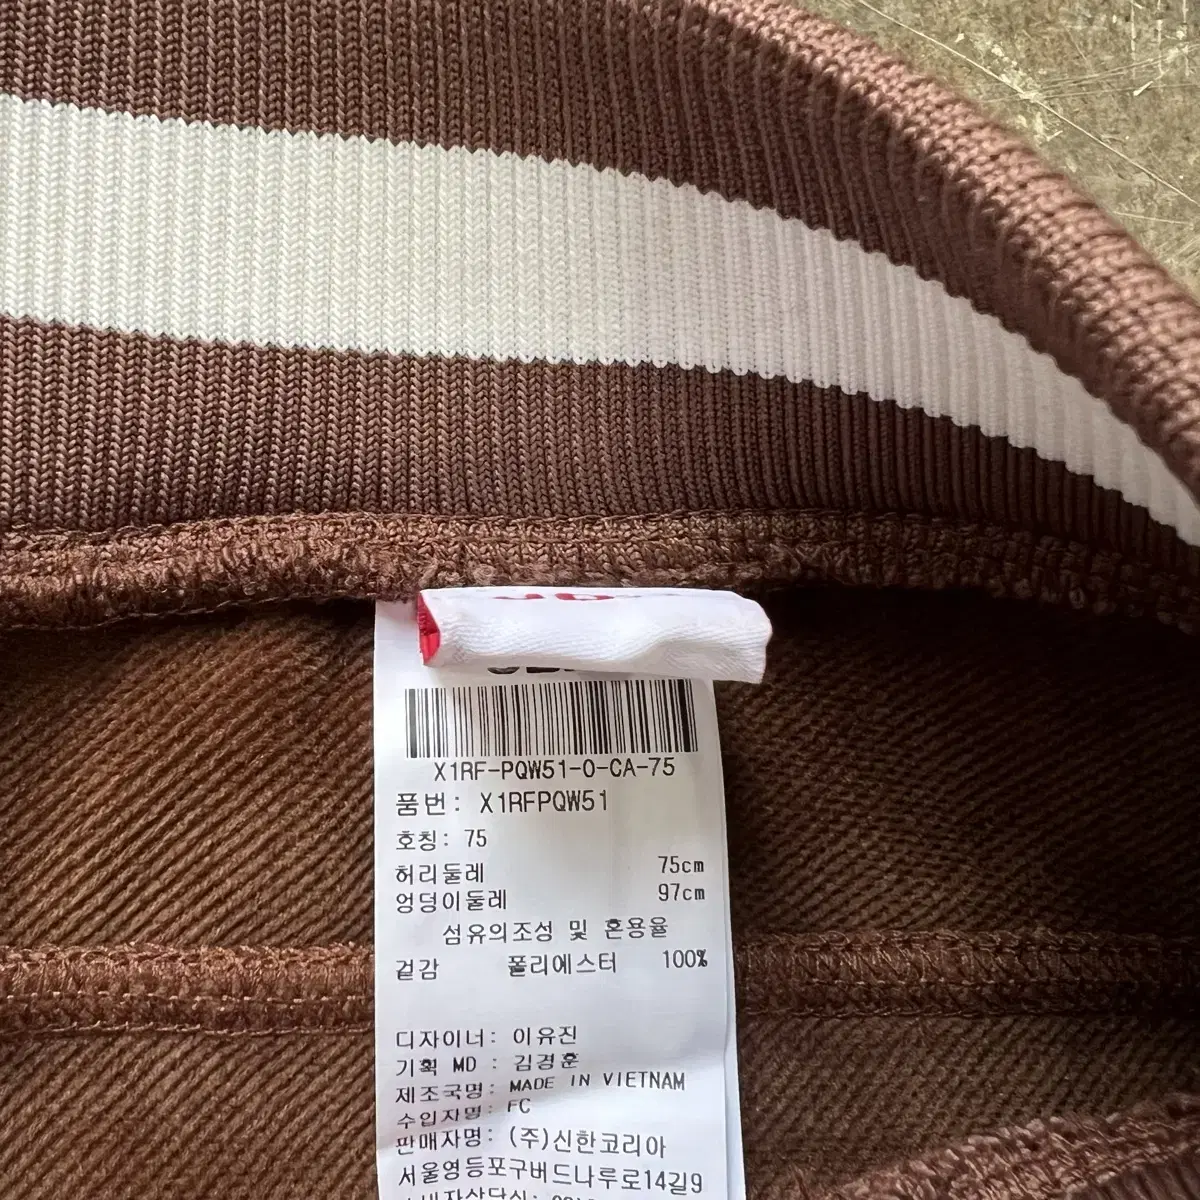 X1RF-PQW51-0-CA-75
품번: X1RFPQW51
호칭: 75
허리둘레 75cm
엉덩이둘레 97cm
섬유의조성 및 혼용율
겉감 폴리에스터 100%
디자이너: 이유진
기획 MD : 김경훈
제조국명: MADE IN VIETNAM
수입자명: FC
판매자명: (주)신한코리아
서울영등포구버드나루로14길9